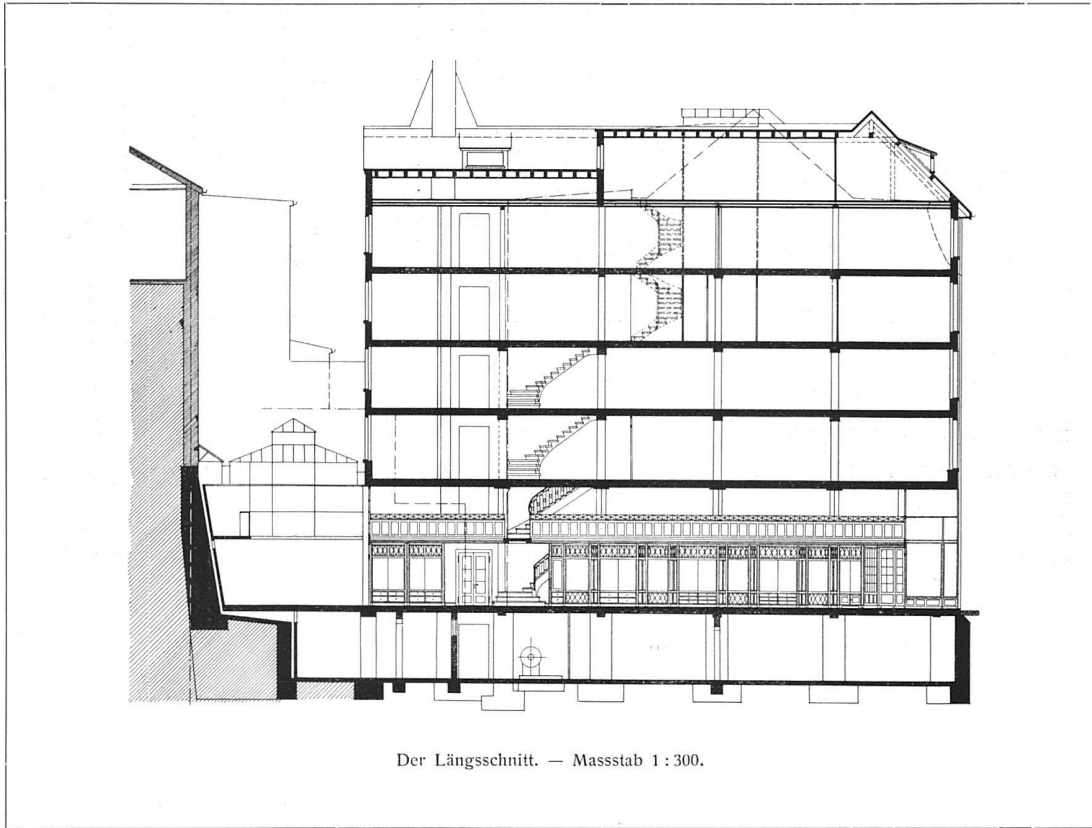 Der Längsschnitt. — Massstab 1 : 300.